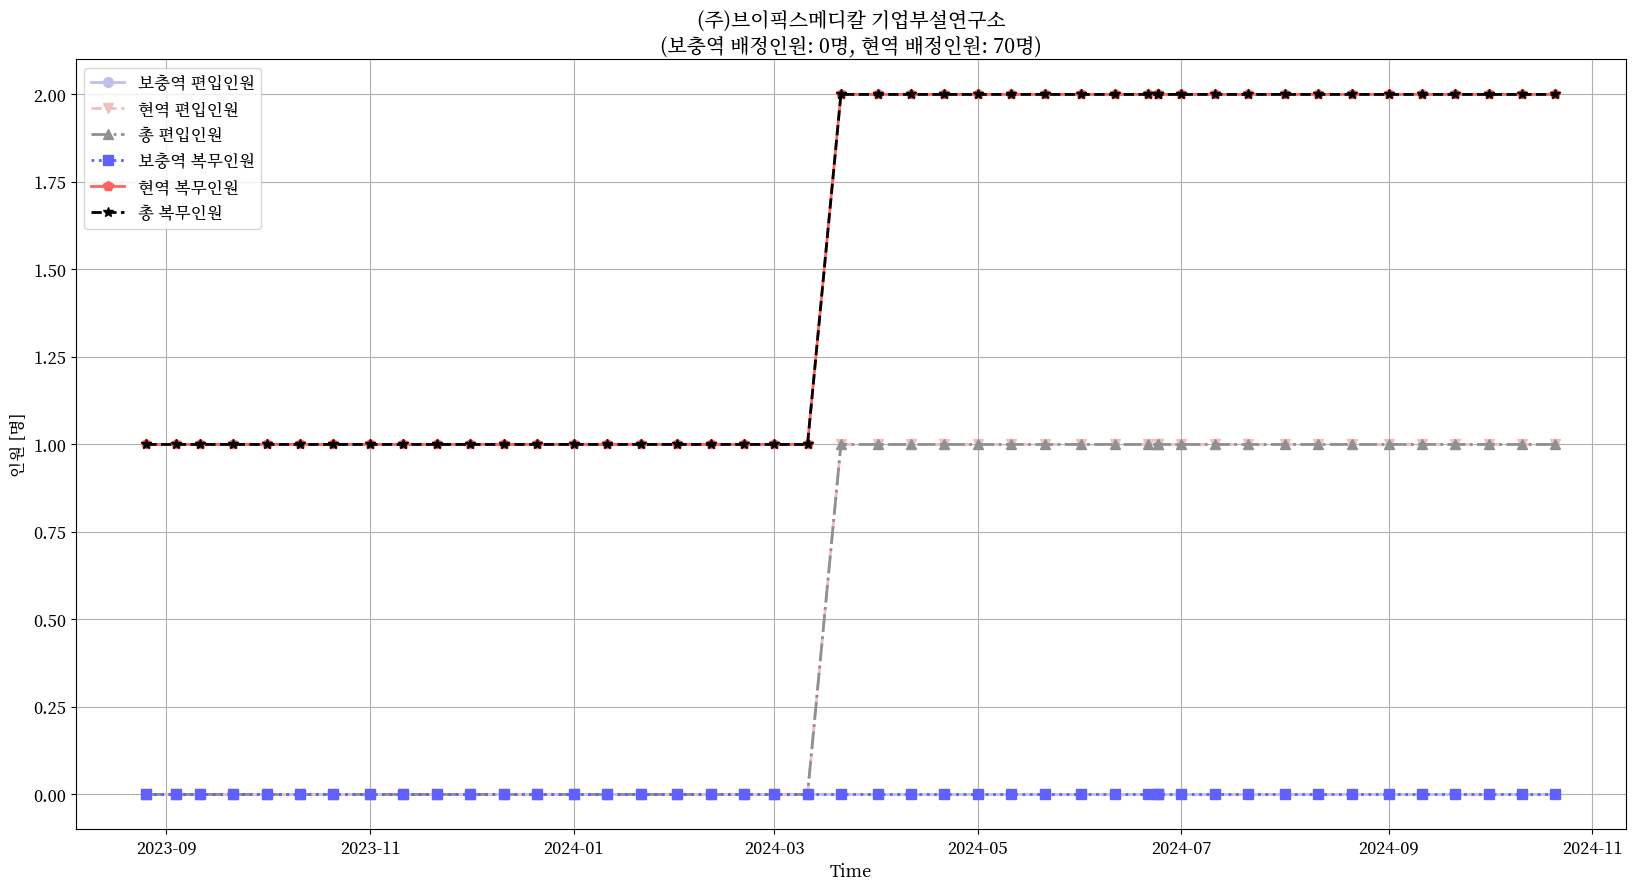 (주)브이픽스메디칼 기업부설연구소
(보충역 배정인원: 0명, 현역 배정인원: 70명)
보충역 편입인원
현역 편입인원
총 편입인원
보충역 복무인원
현역 복무인원
총 복무인원
2.00
1.75
1.50
1.25
1.00
0.75
0.50
0.25
0.00
인원 [명]
2023-09 2023-11 2024-01 2024-03 2024-05 2024-07 2024-09 2024-11
Time